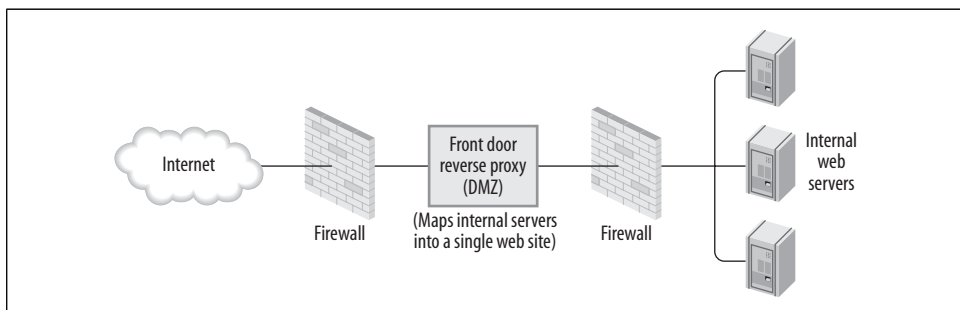 Internet
Firewall
Front door
reverse proxy
(DMZ)
(Maps internal servers
into a single web site)
Firewall
Internal
web
servers